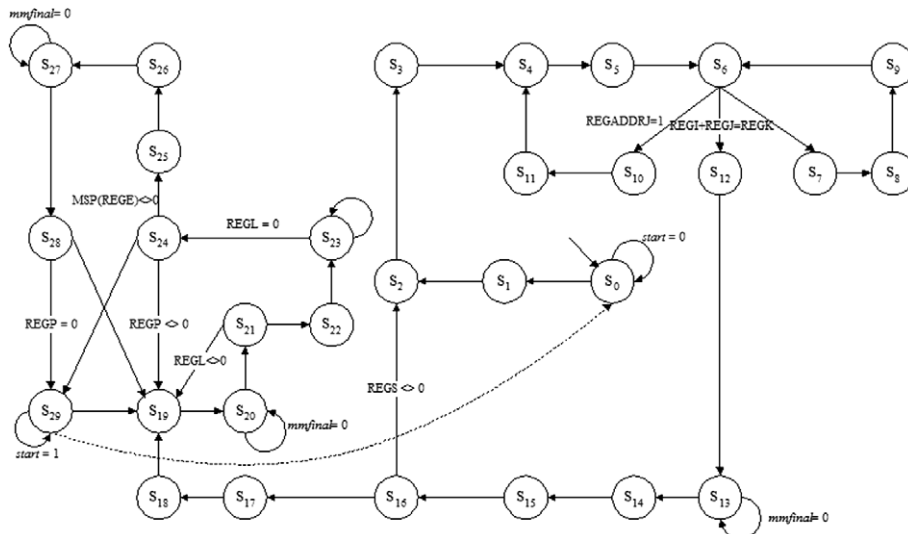 mmfinal= 0
S27
S26
S3
S4
S5
S6
S9
REGADDRJ=1
REGI+REGJ=REGK
S25
S11
S10
S12
S7
S8
MSP(REGE)<>0
S28
S24
REGL = 0
S23
start = 0
S2
S1
S0
REGP = 0
REGP <> 0
S21
S22
REGL<>0
REGS <> 0
S29
S19
S20
mmfinal= 0
start = 1
S18
S17
S16
S15
S14
S13
mmfinal= 0